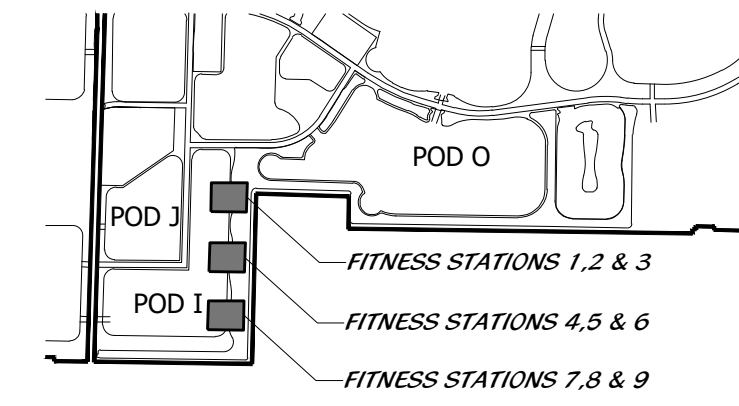 POD O
POD J
FITNESS STATIONS 1,2 & 3
POD I
FITNESS STATIONS 4,5 & 6
FITNESS STATIONS 7,8 & 9